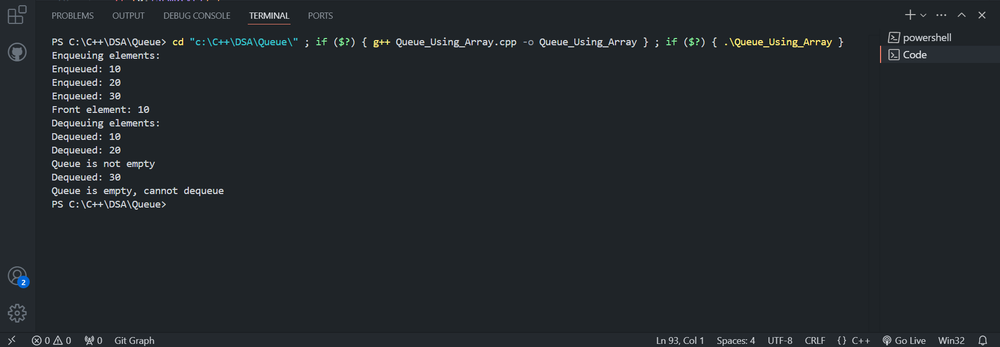 PROBLEMS OUTPUT DEBUG CONSOLE TERMINAL PORTS
PS C:\C++\DSA\Queue> cd "c:\C++\DSA\Queue\" ; if ($?) { g++ Queue_Using_Array.cpp -o Queue_Using_Array } ; if ($?) { .\Queue_Using_Array }
Enqueuing elements:
Enqueued: 10
Enqueued: 20
Enqueued: 30
Front element: 10
Dequeuing elements:
Dequeued: 10
Dequeued: 20
Queue is not empty
Dequeued: 30
Queue is empty, cannot dequeue
PS C:\C++\DSA\Queue>
powershell
Code
2
0 0 0 Git Graph Ln 93, Col 1 Spaces: 4 UTF-8 CRLF {} C++ Go Live Win32